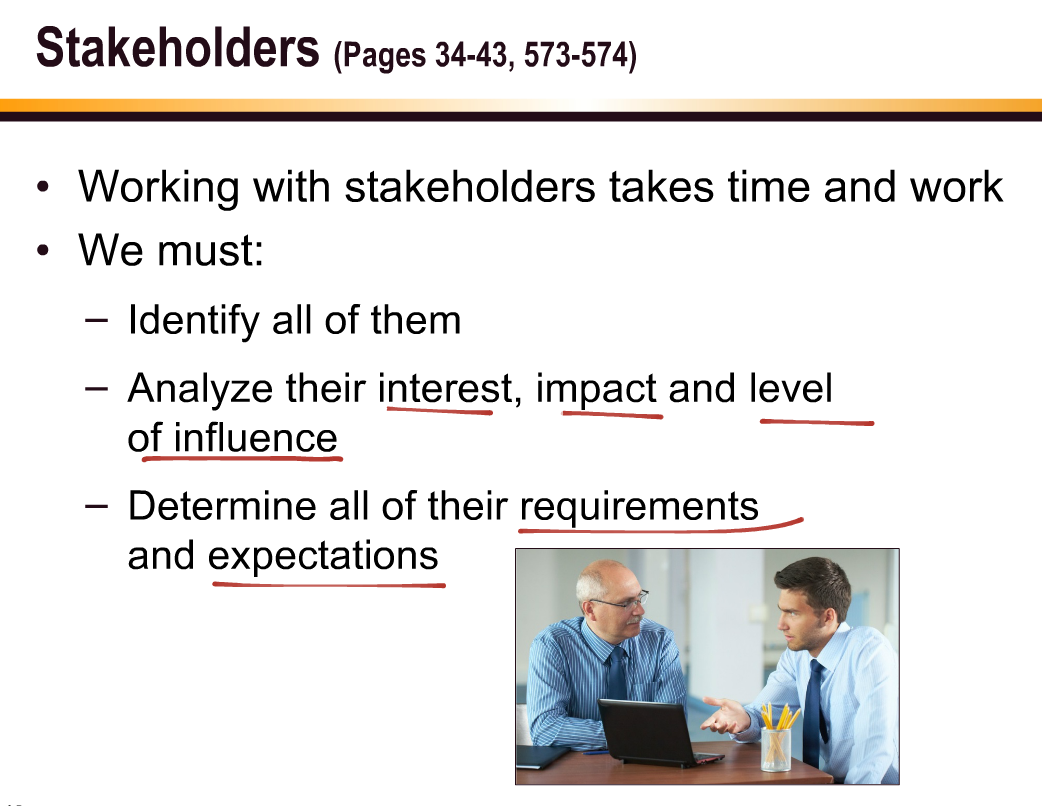 Stakeholders (Pages 34-43, 573-574)
• Working with stakeholders takes time and work
• We must:
– Identify all of them
– Analyze their interest, impact and level
of influence
– Determine all of their requirements
and expectations